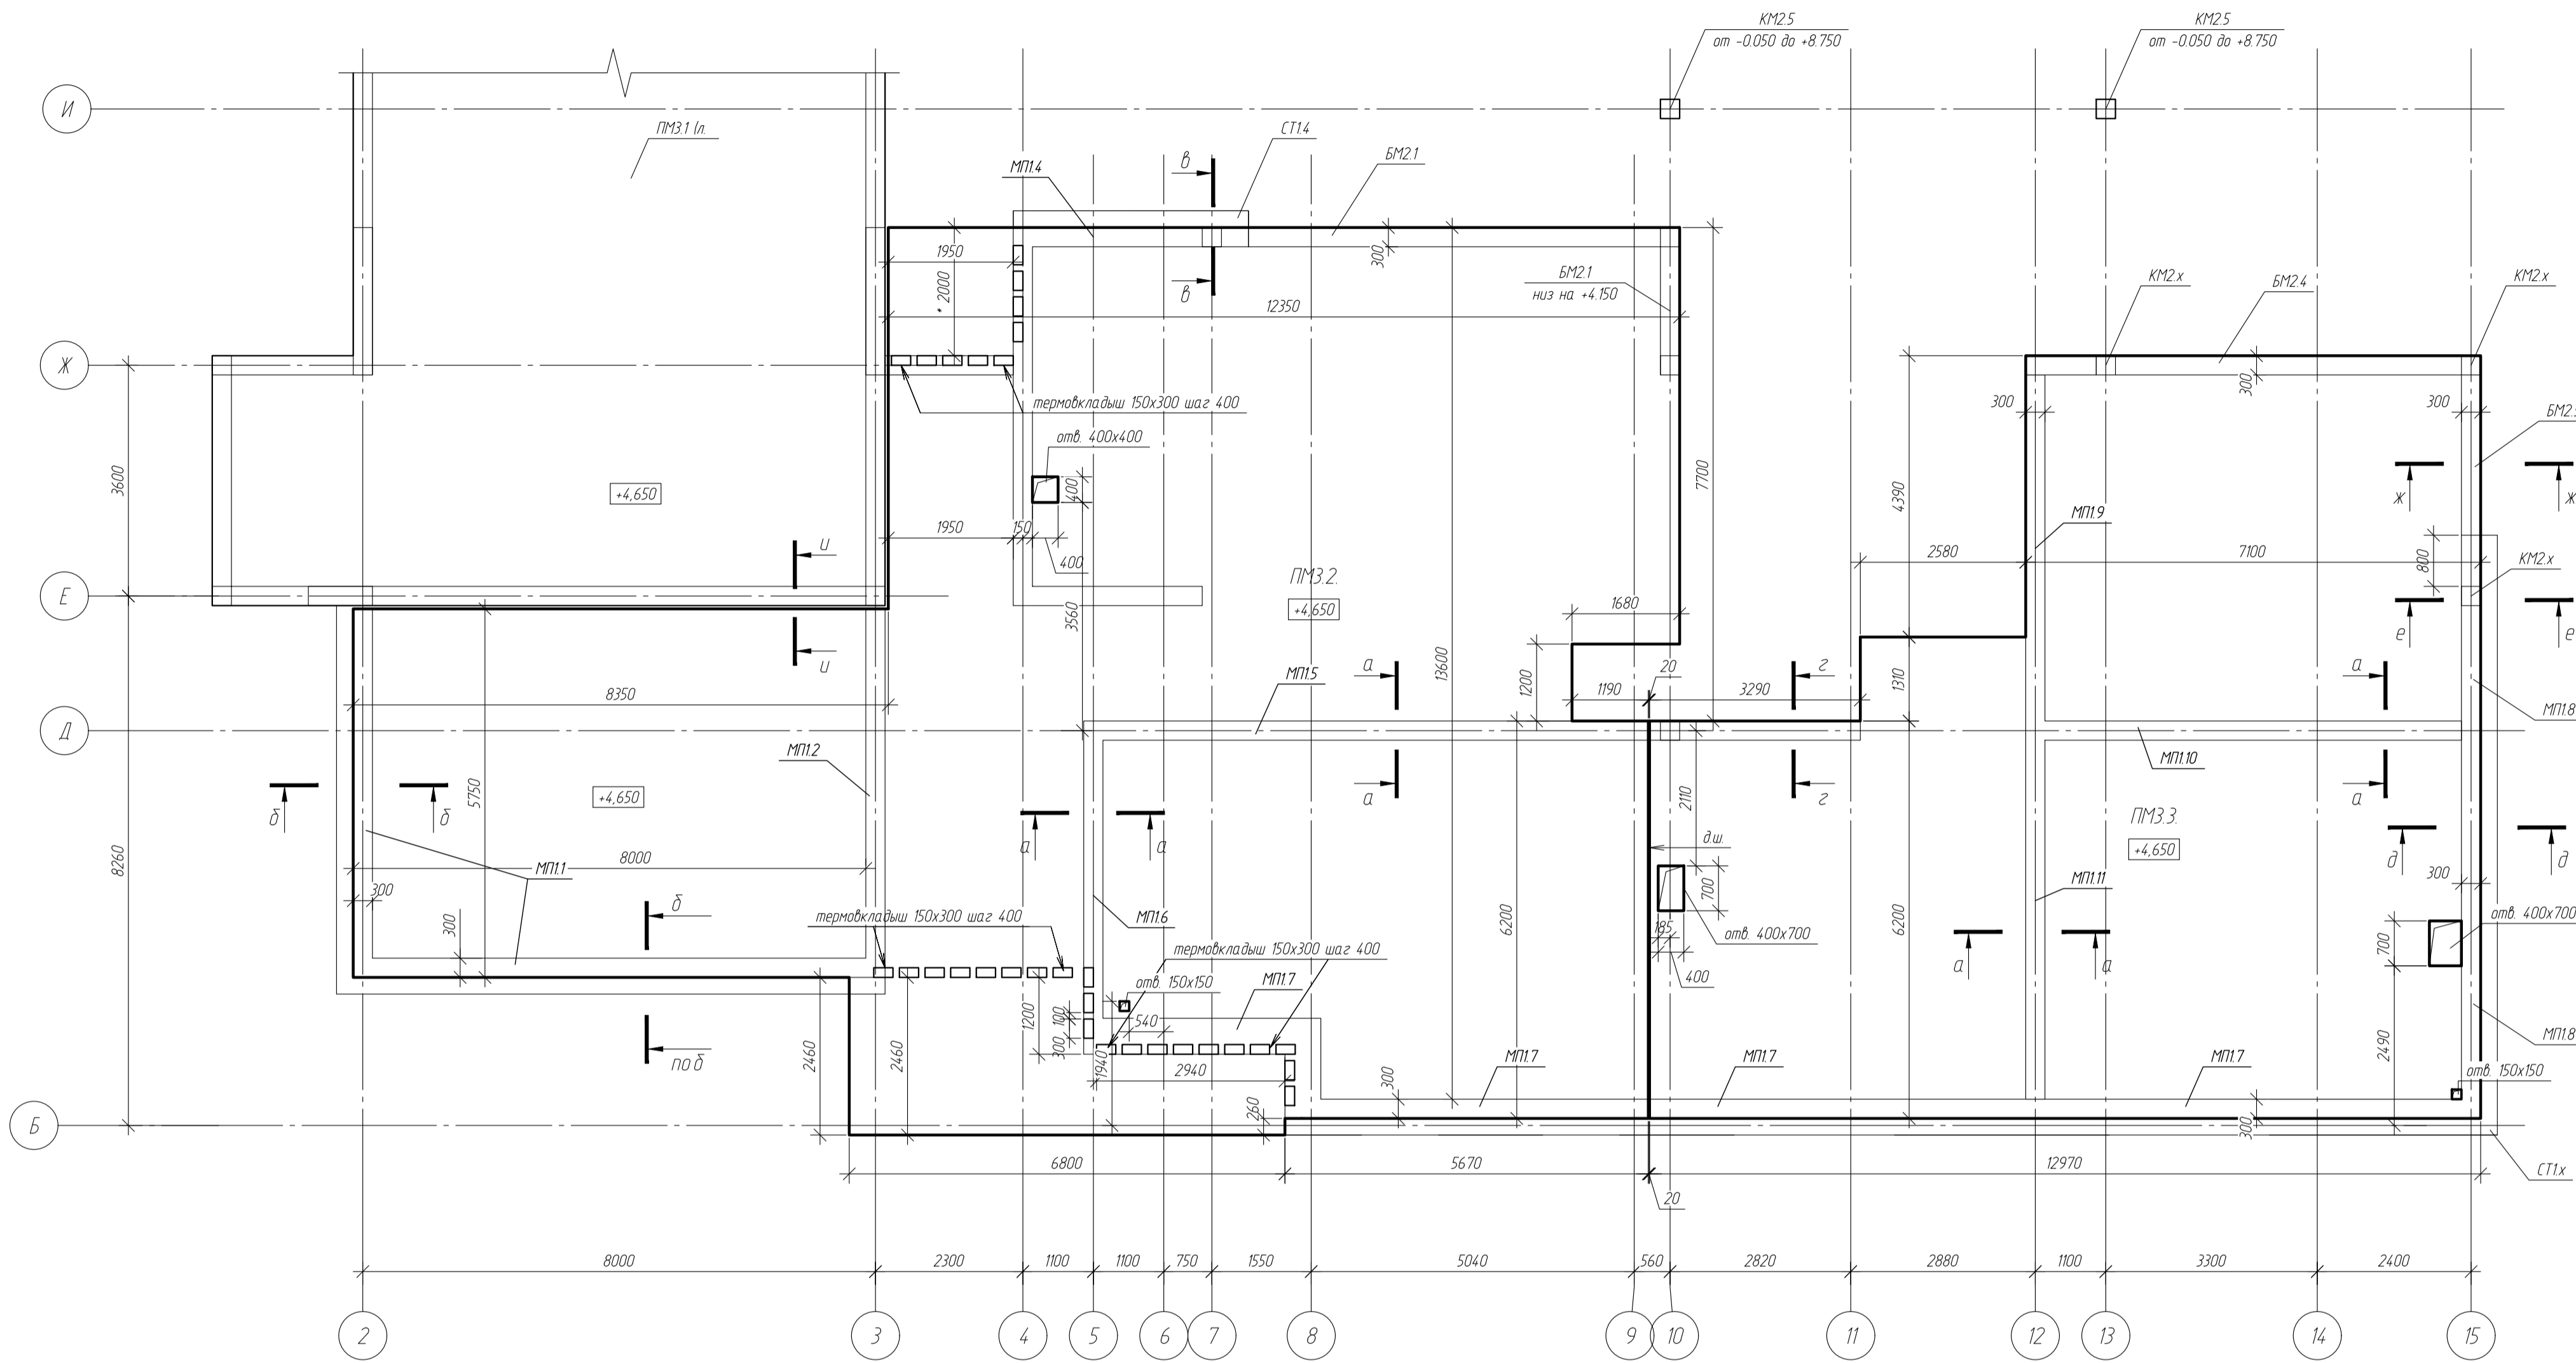 КМ2.5
от -0.050 до +8.750
КМ2.5
от -0.050 до +8.750
И
ПМ3.1 (л.
СТ1.4
БМ2.1
МП1.4
в
1950
* 2000
в
300
БМ2.1
низ на +4.150
12350
КМ2.х
БМ2.4
КМ2.х
Ж
термовкладыш 150х300 шаг 400
300
300
300
БМ2.
отв. 400х400
3600
+4,650
400
7700
4390
ж
ж
1950
150
400
и
МП1.9
2580
7100
800
КМ2.х
Е
ПМ3.2.
+4,650
1680
3560
и
е
е
8350
МП1.5
а
13600
1200
1190
20
3290
г
1310
а
МП1.8
Д
МП1.2
МП1.10
5750
+4,650
б
б
а
г
а
2110
ПМ3.3.
+4,650
а
а
д.ш.
д
д
8260
8000
МП1.1
300
300
б
700
МП1.11
300
термовкладыш 150х300 шаг 400
МП1.6
6200
185
отв. 400х700
6200
отв. 400х700
термовкладыш 150х300 шаг 400
400
а
а
700
отв. 150х150
МП1.7
1200
100
300
540
2460
2460
по б
1940
2940
МП1.7
МП1.7
МП1.7
МП1.8
2490
отв. 150х150
300
260
300
Б
6800
5670
12970
20
СТ1.х
8000
2300
1100
1100
750
1550
5040
560
2820
2880
1100
3300
2400
2
3
4
5
6
7
8
9
10
11
12
13
14
15